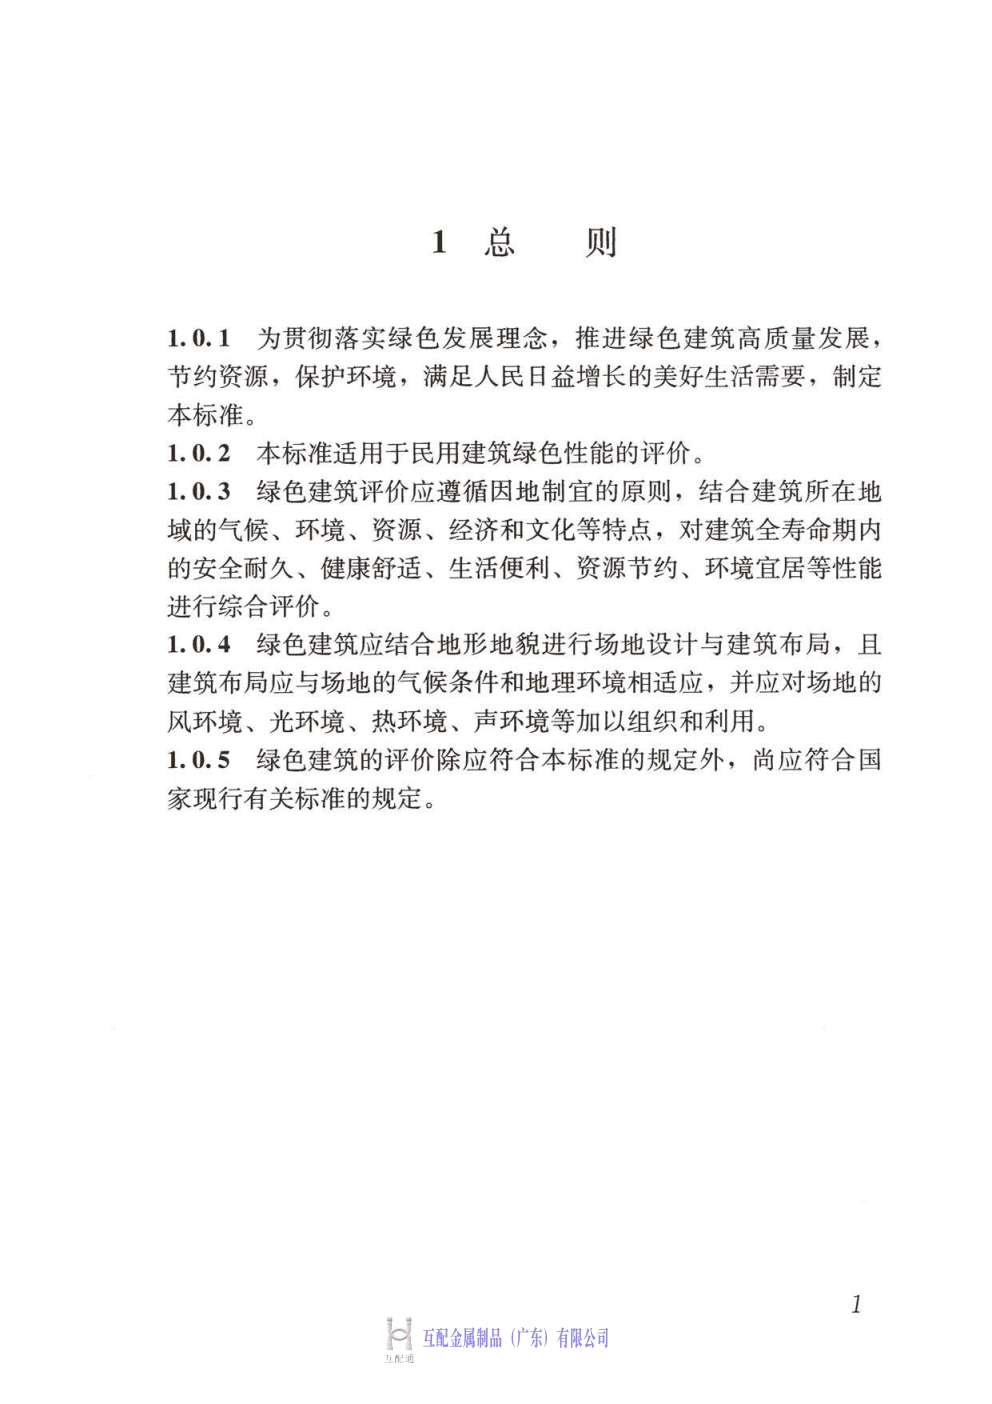 1 总 则
1.0.1 为贯彻落实绿色发展理念，推进绿色建筑高质量发展，
节约资源，保护环境，满足人民日益增长的美好生活需要，制定
本标准。
1.0.2 本标准适用于民用建筑绿色性能的评价。
1.0.3 绿色建筑评价应遵循因地制宜的原则，结合建筑所在地
域的气候、环境、资源、经济和文化等特点，对建筑全寿命期内
的安全耐久、健康舒适、生活便利、资源节约、环境宜居等性能
进行综合评价。
1.0.4 绿色建筑应结合地形地貌进行场地设计与建筑布局，且
建筑布局应与场地的气候条件和地理环境相适应，并应对场地的
风环境、光环境、热环境、声环境等加以组织和利用。
1.0.5 绿色建筑的评价除应符合本标准的规定外，尚应符合国
家现行有关标准的规定。
1
互配金属制品（广东）有限公司
互配通